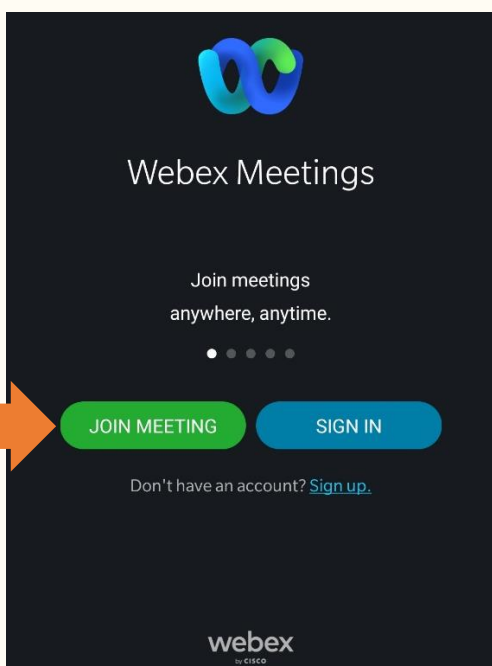 Webex Meetings
Join meetings
anywhere, anytime.
JOIN MEETING
SIGN IN
Don't have an account? Sign up.
webex
by CISCO